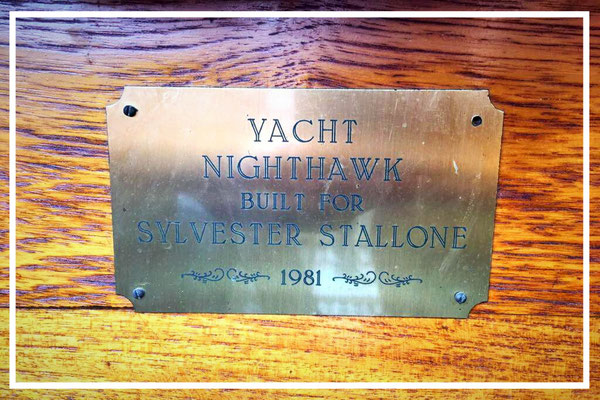 YACHT
NIGHTHAWK
BUILT FOR
SYLVESTER STALLONE
1981